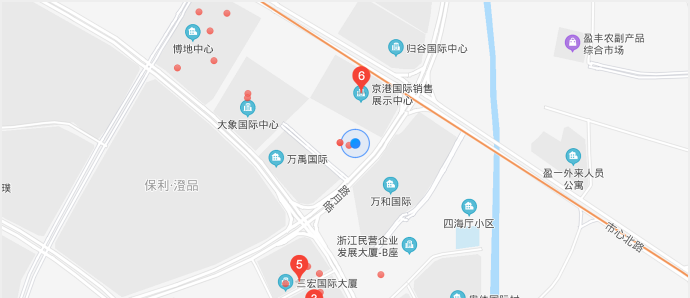 盈丰农副产品
综合市场
博地中心
归谷国际中心
6
京港国际销售
展示中心
大象国际中心
万禹国际
盈一外来人员
公寓
璞
保利·澄品
万和国际
四海厅小区
市心北路
浙江民营企业
发展大厦-B座
5
三宏国际大厦